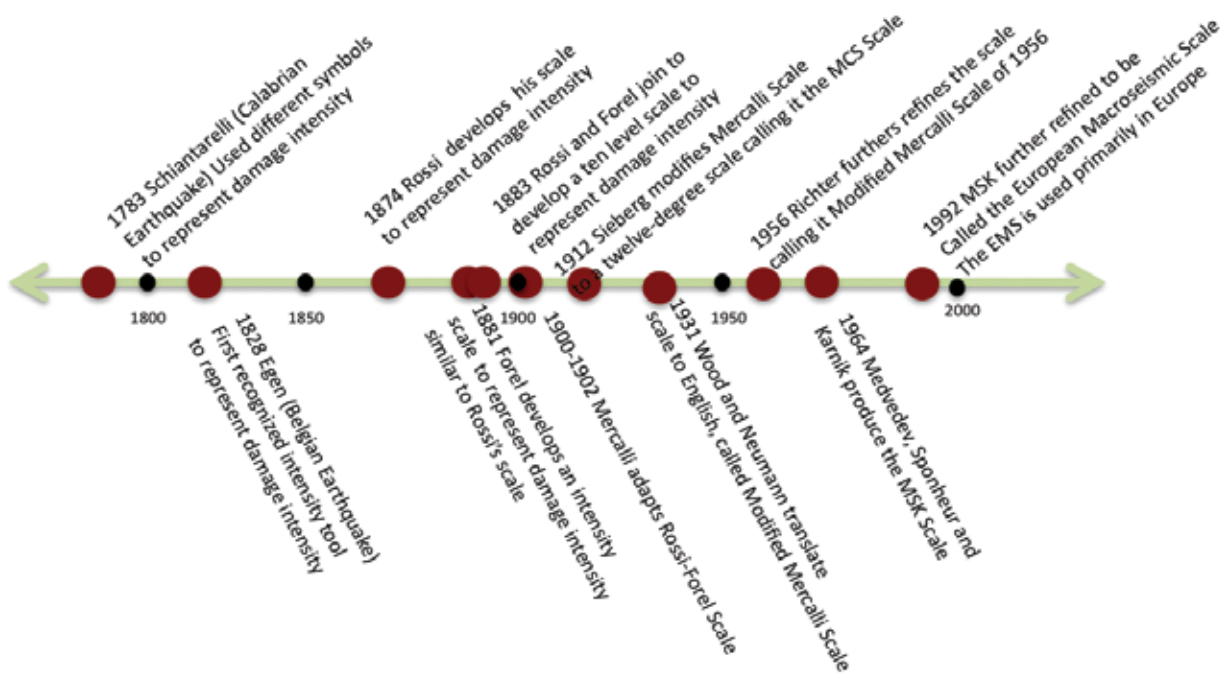 1783 Schiantarelli (Calabrian
Earthquake) Used different symbols
to represent damage intensity
1874 Rossi develops his scale
to represent damage intensity
1883 Rossi and Forel join to
develop a ten level scale to
represent damage intensity
1912 Sieberg modifies Mercalli Scale
to a twelve-degree scale calling it the MCS Scale
1956 Richter furthers refines the scale
calling it Modified Mercalli Scale of 1956
1992 MSK further refined to be
Called the European Macroseismic Scale
The EMS is used primarily in Europe
1800
1850
1900
1950
2000
1828 Egen (Belgian Earthquake)
First recognized intensity tool
to represent damage intensity
1881 Forel develops an intensity
scale to represent damage intensity
similar to Rossi's scale
1900-1902 Mercalli adapts Rossi-Forel Scale
1931 Wood and Neumann translate
scale to English, called Modified Mercalli Scale
1964 Medvedev, Sponheur and
Karnik produce the MSK Scale